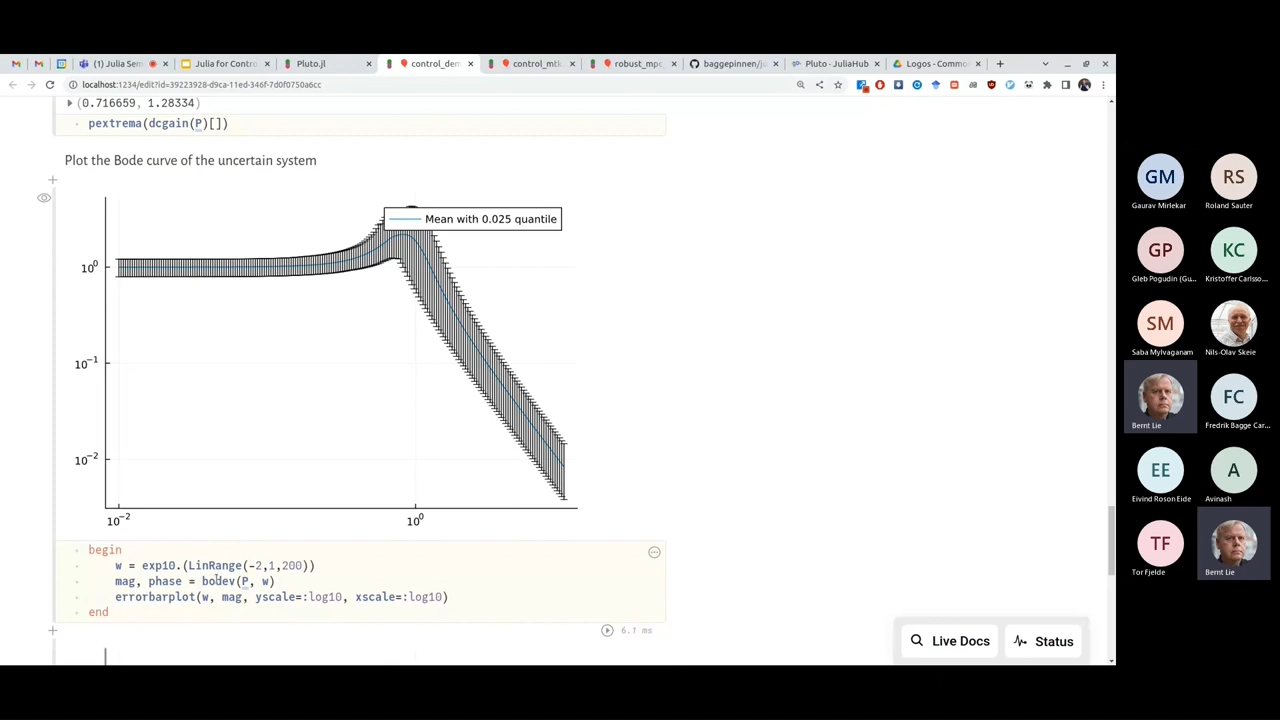 Julia Sem
Julia for Contro
Pluto.jl
control_dem
control_mtk
robust_mpc
baggepinnen/ju
Pluto - JuliaHub
Logos - Commo
localhost:1234/edit?id=39223928-d9ca-11ed-346f-7d0f0750a6cc
(0.716659, 1.28334)
pextrema(dcgain(P)[])
Plot the Bode curve of the uncertain system
Mean with 0.025 quantile
10⁰
10⁻¹
10⁻²
10⁻²
10⁰
begin
w = exp10.(LinRange(-2,1,200))
mag, phase = bodev(P, w)
errorbarplot(w, mag, yscale=:log10, xscale=:log10)
end
6.1 ms
Live Docs
Status
GM
RS
Gaurav Mirlekar
Roland Sauter
GP
KC
Gleb Pogudin (Gu...
Kristoffer Carlsso...
SM
Saba Mylvaganam
Nils-Olav Skeie
FC
Bernt Lie
Fredrik Bagge Car...
EE
A
Eivind Roson Eide
Avinash
TF
Tor Fjelde
Bernt Lie